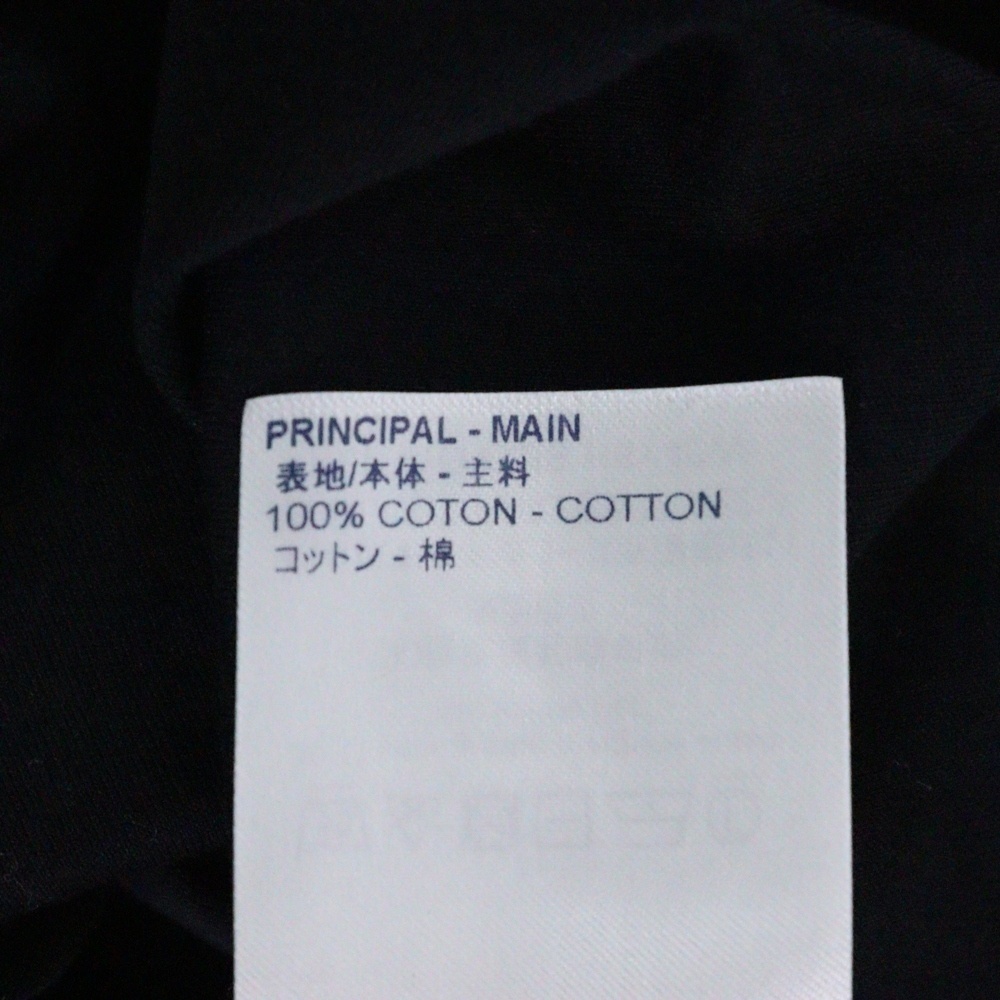 PRINCIPAL - MAIN
表地/本体 - 主料
100% COTON - COTTON
コットン - 棉